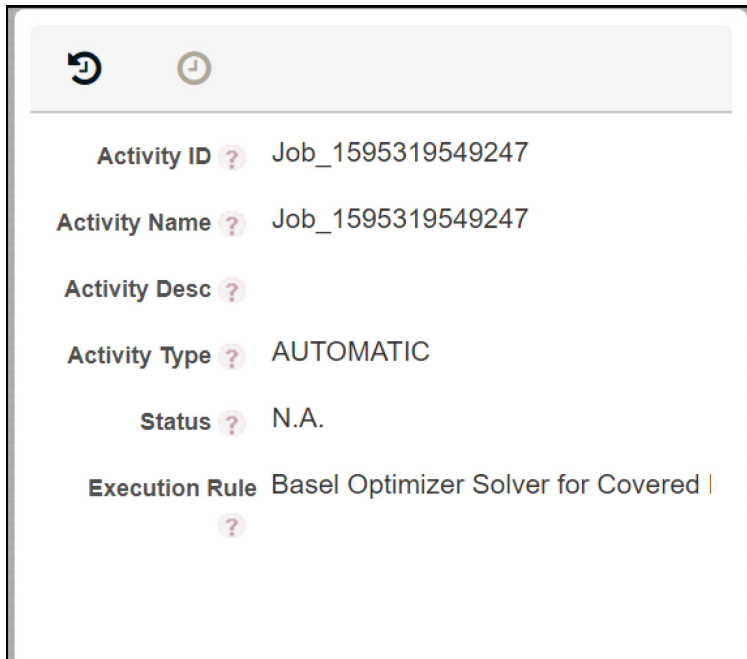 Activity ID ? Job_1595319549247
Activity Name ? Job_1595319549247
Activity Desc ?
Activity Type ? AUTOMATIC
Status ? N.A.
Execution Rule Basel Optimizer Solver for Covered
?